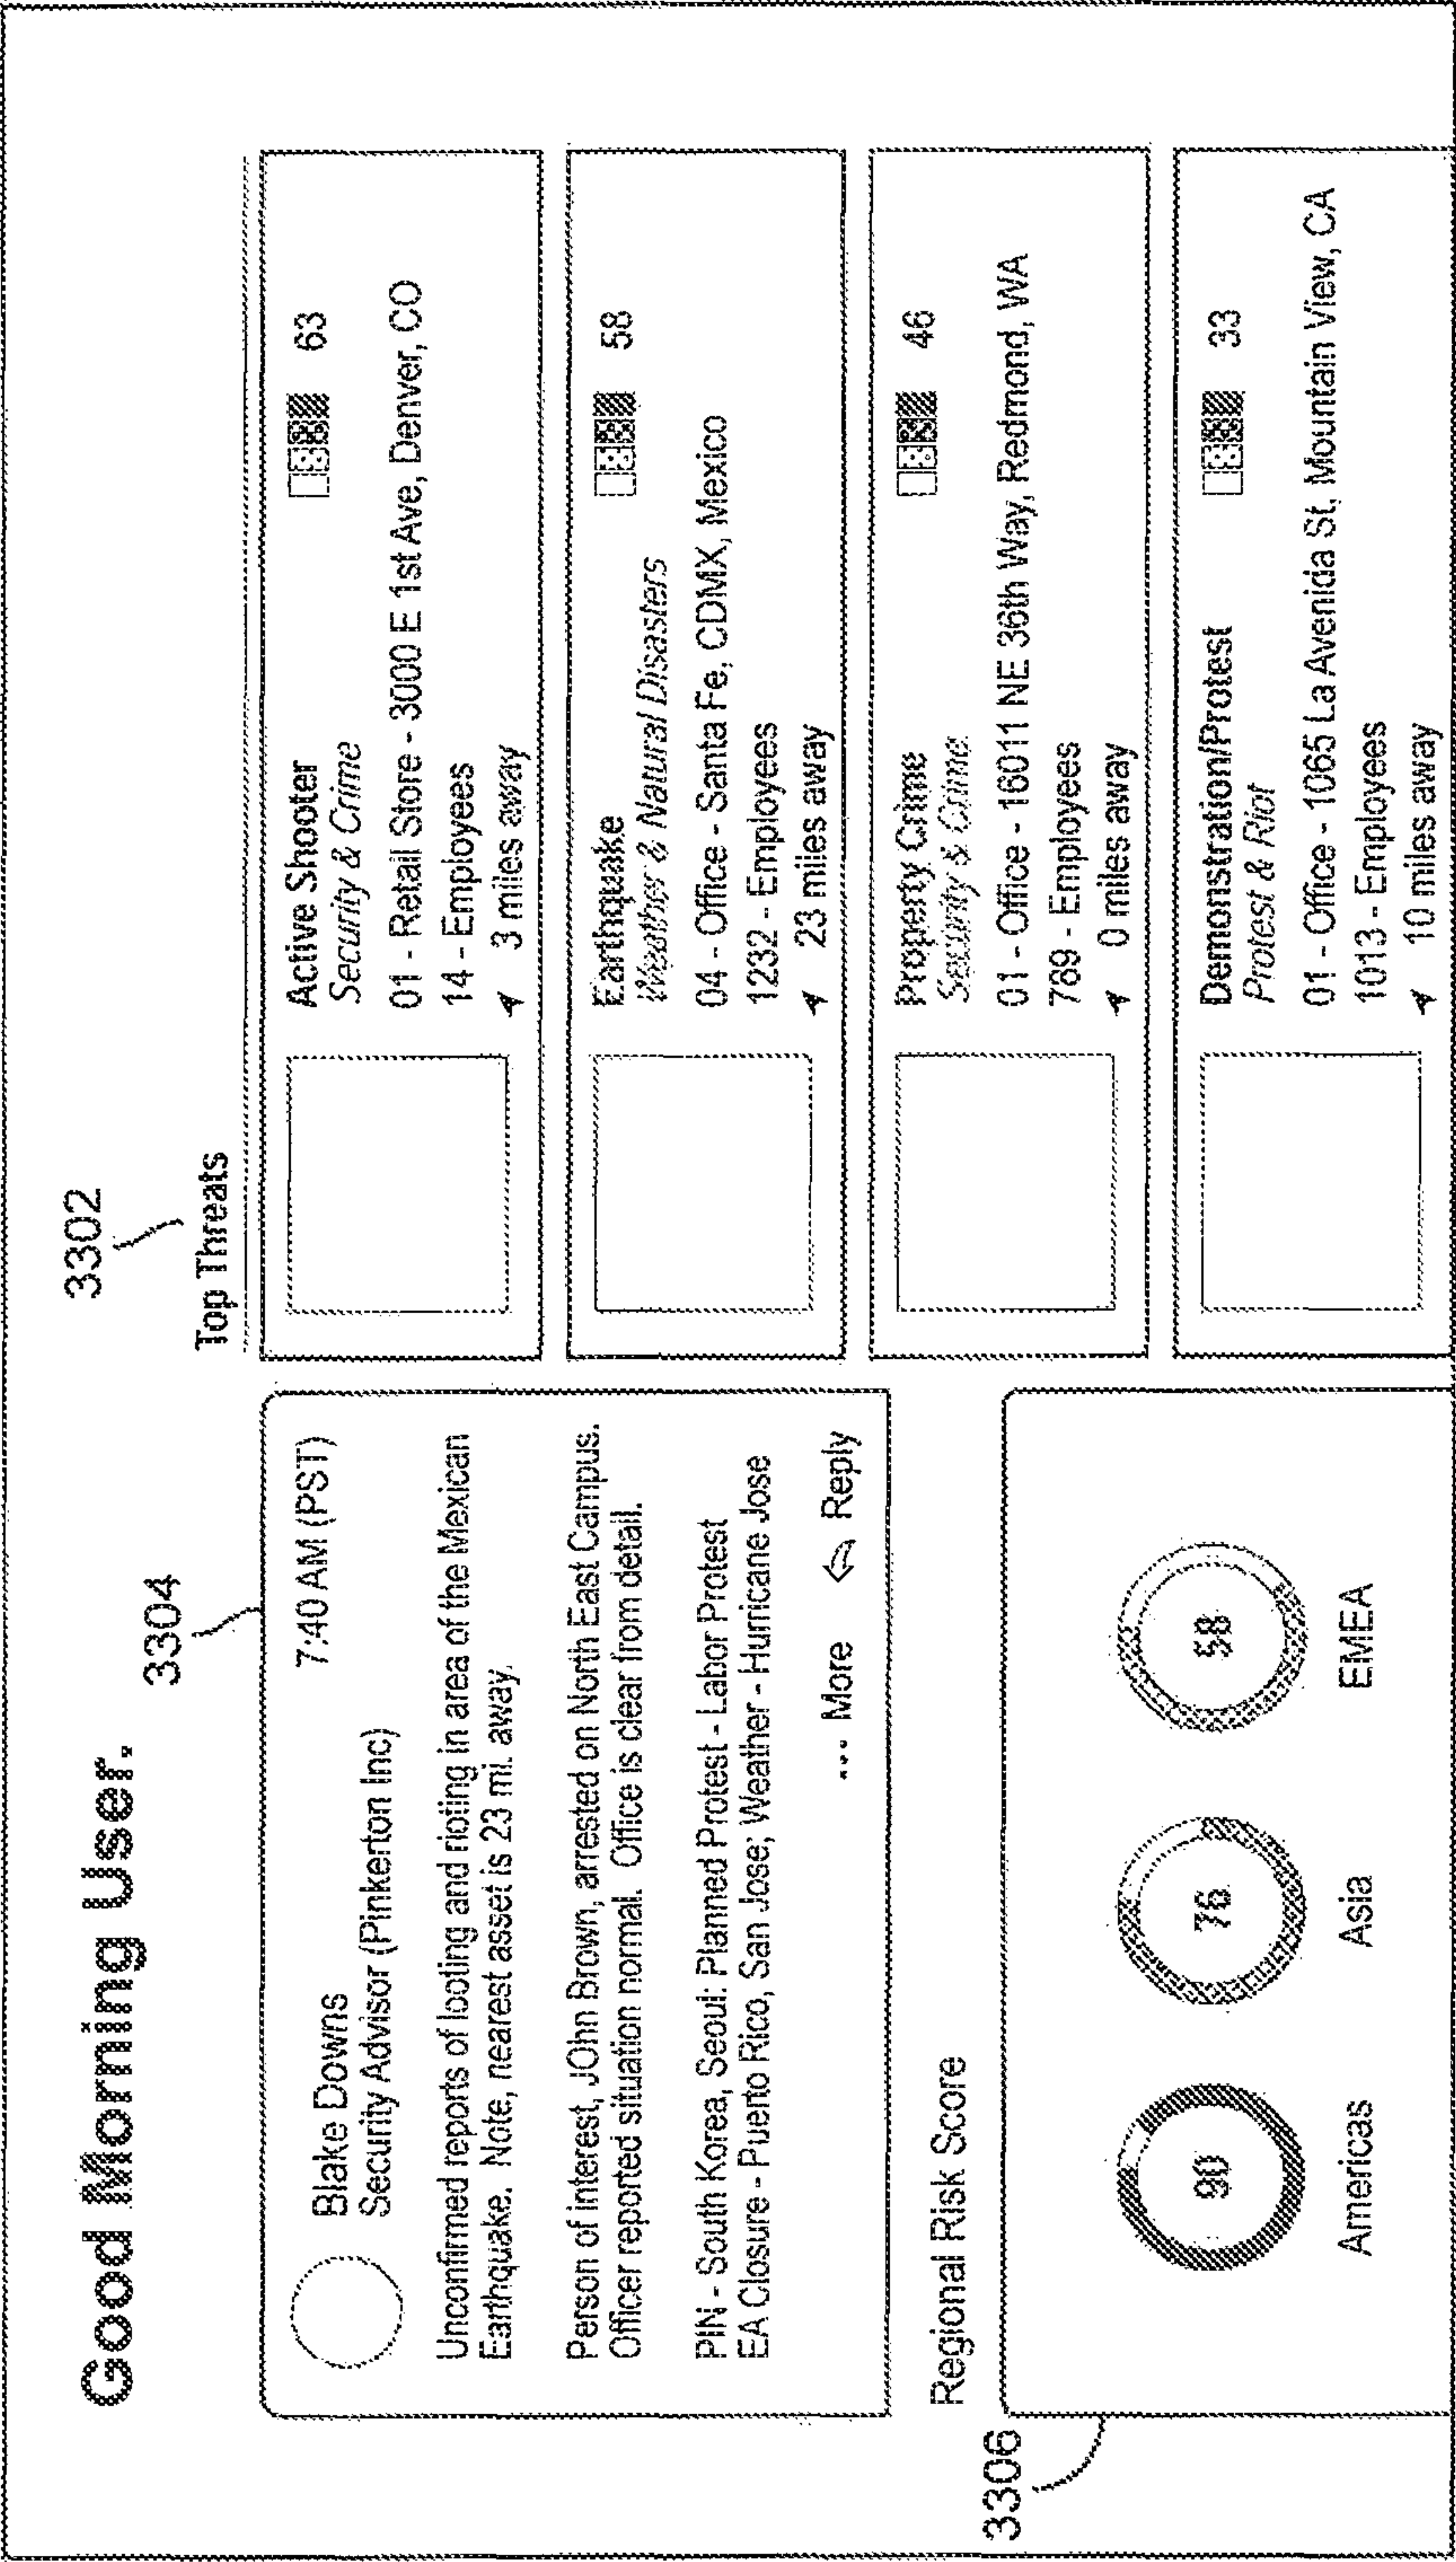 Good Morning User.
3304
Blake Downs
7:40 AM (PST)
Security Advisor (Pinkerton Inc)
Unconfirmed reports of looting and rioting in area of the Mexican
Earthquake. Note, nearest asset is 23 mi. away.
Person of interest, JOhn Brown, arrested on North East Campus.
Officer reported situation normal. Office is clear from detail.
PIN - South Korea, Seoul: Planned Protest - Labor Protest
EA Closure - Puerto Rico, San Jose; Weather - Hurricane Jose
... More
Reply
Regional Risk Score
3306
90
76
58
Americas
Asia
EMEA
3302
Top Threats
Active Shooter
63
Security & Crime
01 - Retail Store - 3000 E 1st Ave, Denver, CO
14 - Employees
3 miles away
Earthquake
58
Weather & Natural Disasters
04 - Office - Santa Fe, CDMX, Mexico
1232 - Employees
23 miles away
Property Crime
46
Security & Crime
01 - Office - 16011 NE 36th Way, Redmond, WA
789 - Employees
0 miles away
Demonstration/Protest
33
Protest & Riot
01 - Office - 1065 La Avenida St, Mountain View, CA
1013 - Employees
10 miles away